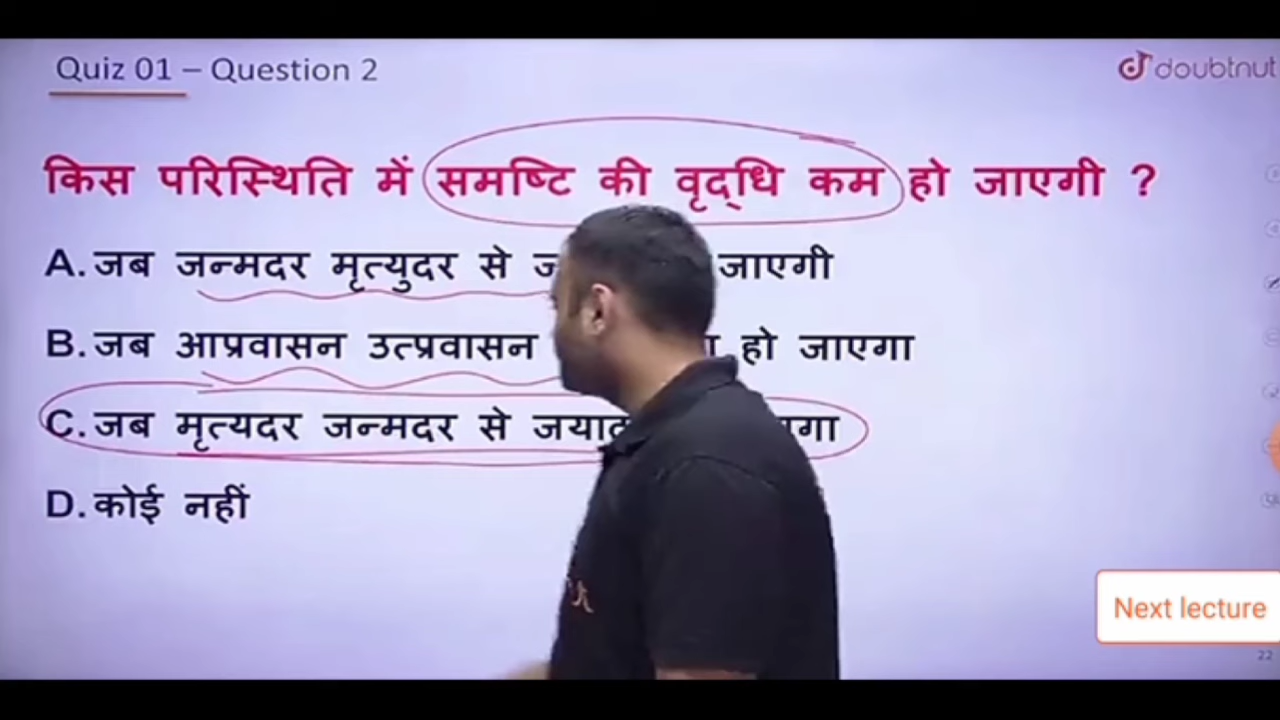 Quiz 01 – Question 2
doubtnut
किस परिस्थिति में समष्टि की वृद्धि कम हो जाएगी ?
A. जब जन्मदर मृत्युदर से जाएगी
B. जब आप्रवासन उत्प्रवासन हो जाएगा
C. जब मृत्यदर जन्मदर से
D. कोई नहीं
Next lecture
22